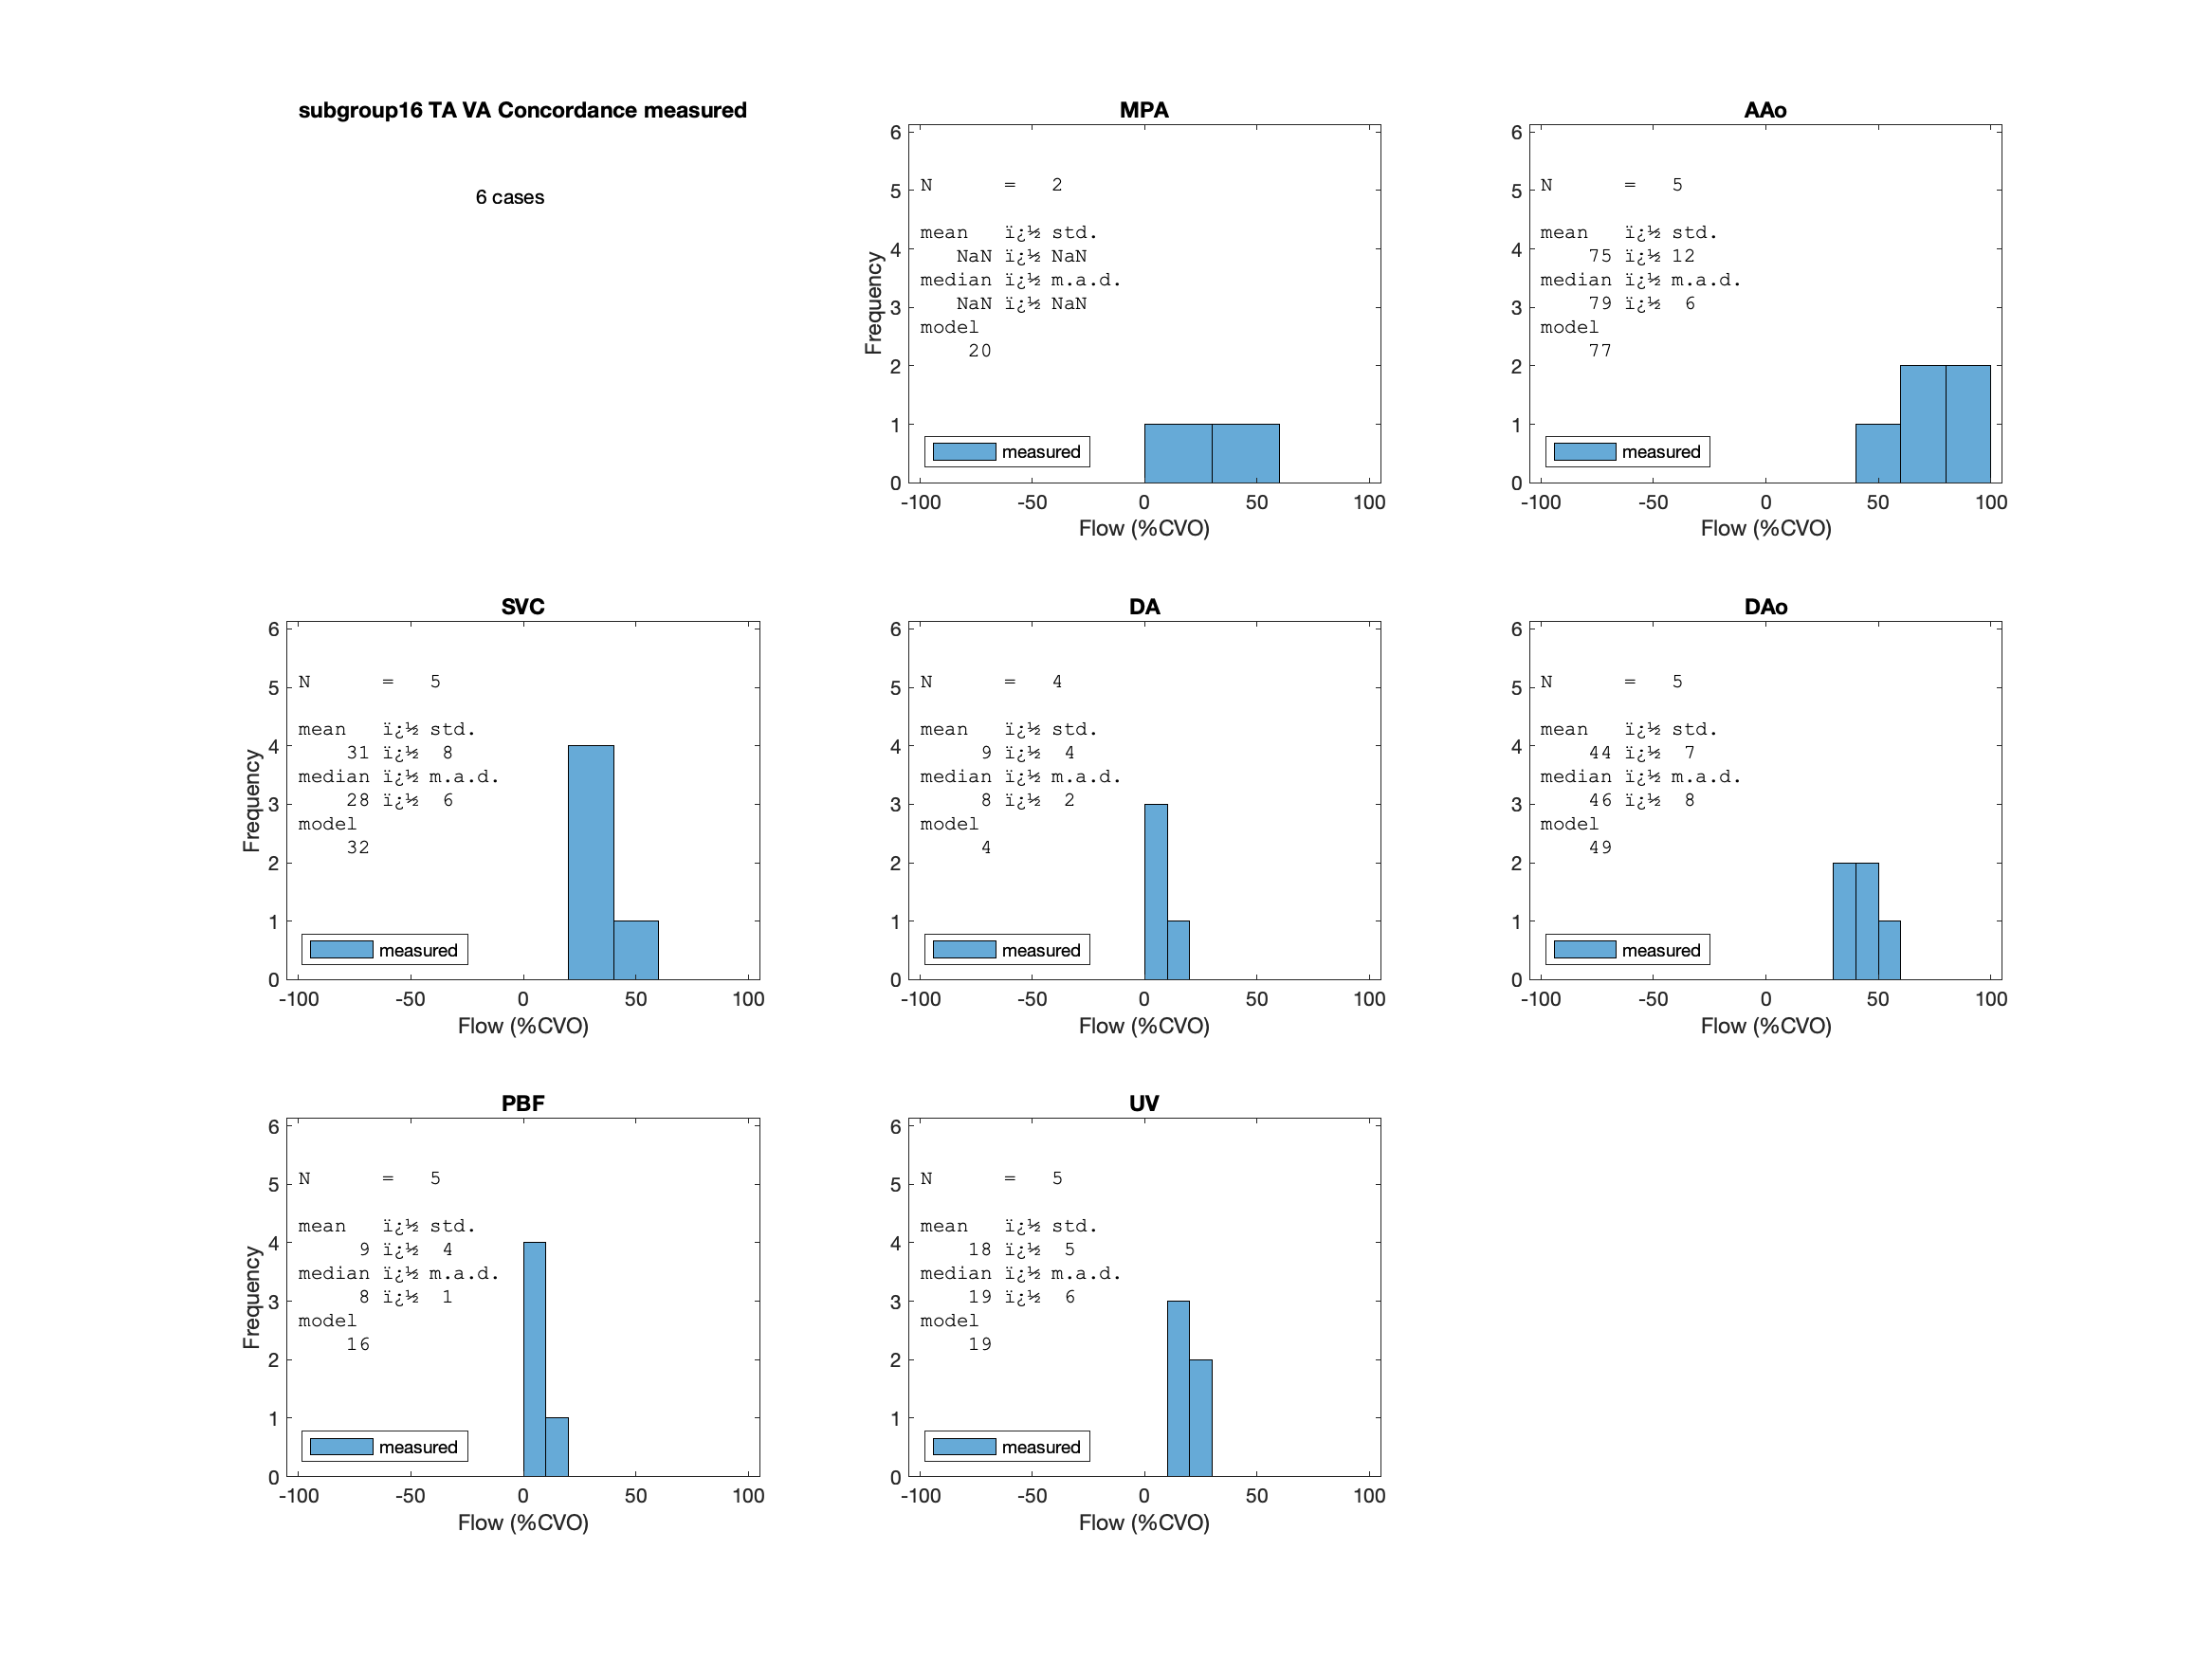 subgroup16 TA VA Concordance measured
6 cases
MPA
6
5
4
3
2
1
0
Frequency
N = 2
mean ï¿½ std.
NaN ï¿½ NaN
median ï¿½ m.a.d.
NaN ï¿½ NaN
model
20
measured
-100 -50 0 50 100
Flow (%CVO)
AAo
6
5
4
3
2
1
0
N = 5
mean ï¿½ std.
75 ï¿½ 12
median ï¿½ m.a.d.
79 ï¿½ 6
model
77
measured
-100 -50 0 50 100
Flow (%CVO)
SVC
6
5
4
3
2
1
0
Frequency
N = 5
mean ï¿½ std.
31 ï¿½ 8
median ï¿½ m.a.d.
28 ï¿½ 6
model
32
measured
-100 -50 0 50 100
Flow (%CVO)
DA
6
5
4
3
2
1
0
N = 4
mean ï¿½ std.
9 ï¿½ 4
median ï¿½ m.a.d.
8 ï¿½ 2
model
4
measured
-100 -50 0 50 100
Flow (%CVO)
DAo
6
5
4
3
2
1
0
N = 5
mean ï¿½ std.
44 ï¿½ 7
median ï¿½ m.a.d.
46 ï¿½ 8
model
49
measured
-100 -50 0 50 100
Flow (%CVO)
PBF
6
5
4
3
2
1
0
Frequency
N = 5
mean ï¿½ std.
9 ï¿½ 4
median ï¿½ m.a.d.
8 ï¿½ 1
model
16
measured
-100 -50 0 50 100
Flow (%CVO)
UV
6
5
4
3
2
1
0
N = 5
mean ï¿½ std.
18 ï¿½ 5
median ï¿½ m.a.d.
19 ï¿½ 6
model
19
measured
-100 -50 0 50 100
Flow (%CVO)